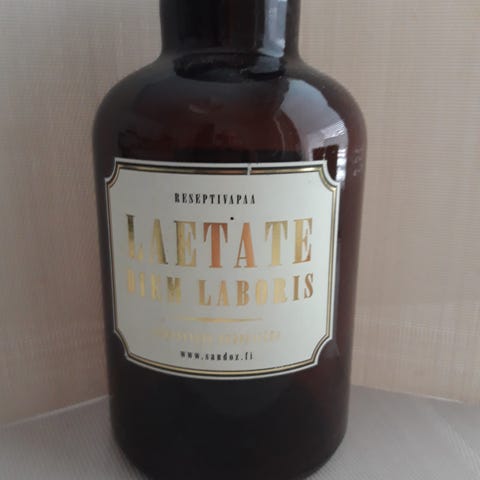 RESEPTIVAPAA
LAETATE
DIEM LABORIS
www.sandoz.fi